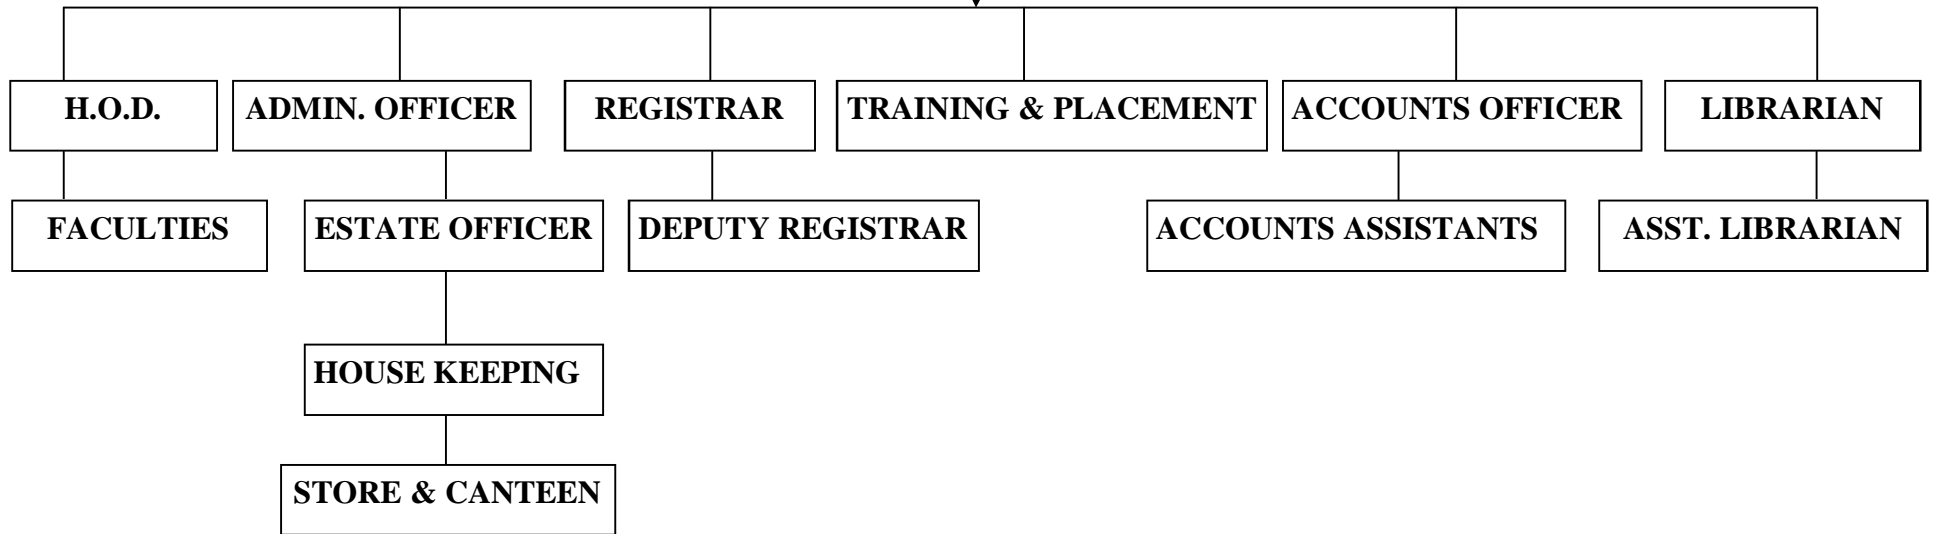 H.O.D.
ADMIN. OFFICER
REGISTRAR
TRAINING & PLACEMENT
ACCOUNTS OFFICER
LIBRARIAN
FACULTIES
ESTATE OFFICER
DEPUTY REGISTRAR
ACCOUNTS ASSISTANTS
ASST. LIBRARIAN
HOUSE KEEPING
STORE & CANTEEN